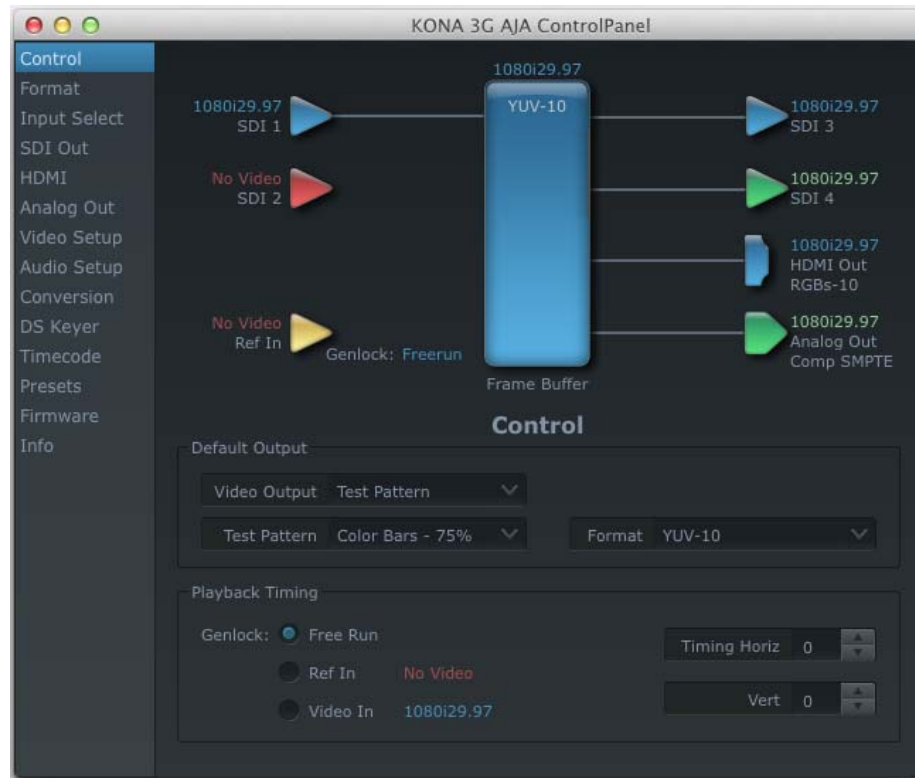 KONA 3G AJA ControlPanel
Control
Format
Input Select
SDI Out
HDMI
Analog Out
Video Setup
Audio Setup
Conversion
DS Keyer
Timecode
Presets
Firmware
Info
1080i29.97
YUV-10
Frame Buffer
1080i29.97
SDI 1
No Video
SDI 2
No Video
Ref In
Genlock: Freerun
1080i29.97
SDI 3
1080i29.97
SDI 4
1080i29.97
HDMI Out
RGBs-10
1080i29.97
Analog Out
Comp SMPTE
Control
Default Output
Video Output Test Pattern
Test Pattern Color Bars - 75% Format YUV-10
Playback Timing
Genlock: Free Run
Timing Horiz 0
Ref In No Video
Vert 0
Video In 1080i29.97